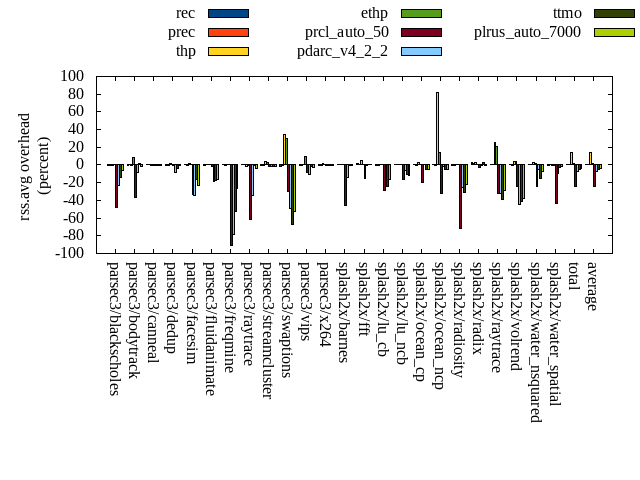 rec
prec
thp
ethp
prcl_auto_50
pdarc_v4_2_2
ttmo
plrus_auto_7000
rss.avg overhead
(percent)
100
80
60
40
20
0
-20
-40
-60
-80
-100
parsec3/blackscholes
parsec3/bodytrack
parsec3/canneal
parsec3/dedup
parsec3/facesim
parsec3/fluidanimate
parsec3/freqmine
parsec3/raytrace
parsec3/streamcluster
parsec3/swaptions
parsec3/vips
parsec3/x264
splash2x/barnes
splash2x/fft
splash2x/lu_cb
splash2x/lu_ncb
splash2x/ocean_cp
splash2x/ocean_ncp
splash2x/radiosity
splash2x/radix
splash2x/raytrace
splash2x/volrend
splash2x/water_nsquared
splash2x/water_spatial
total
average